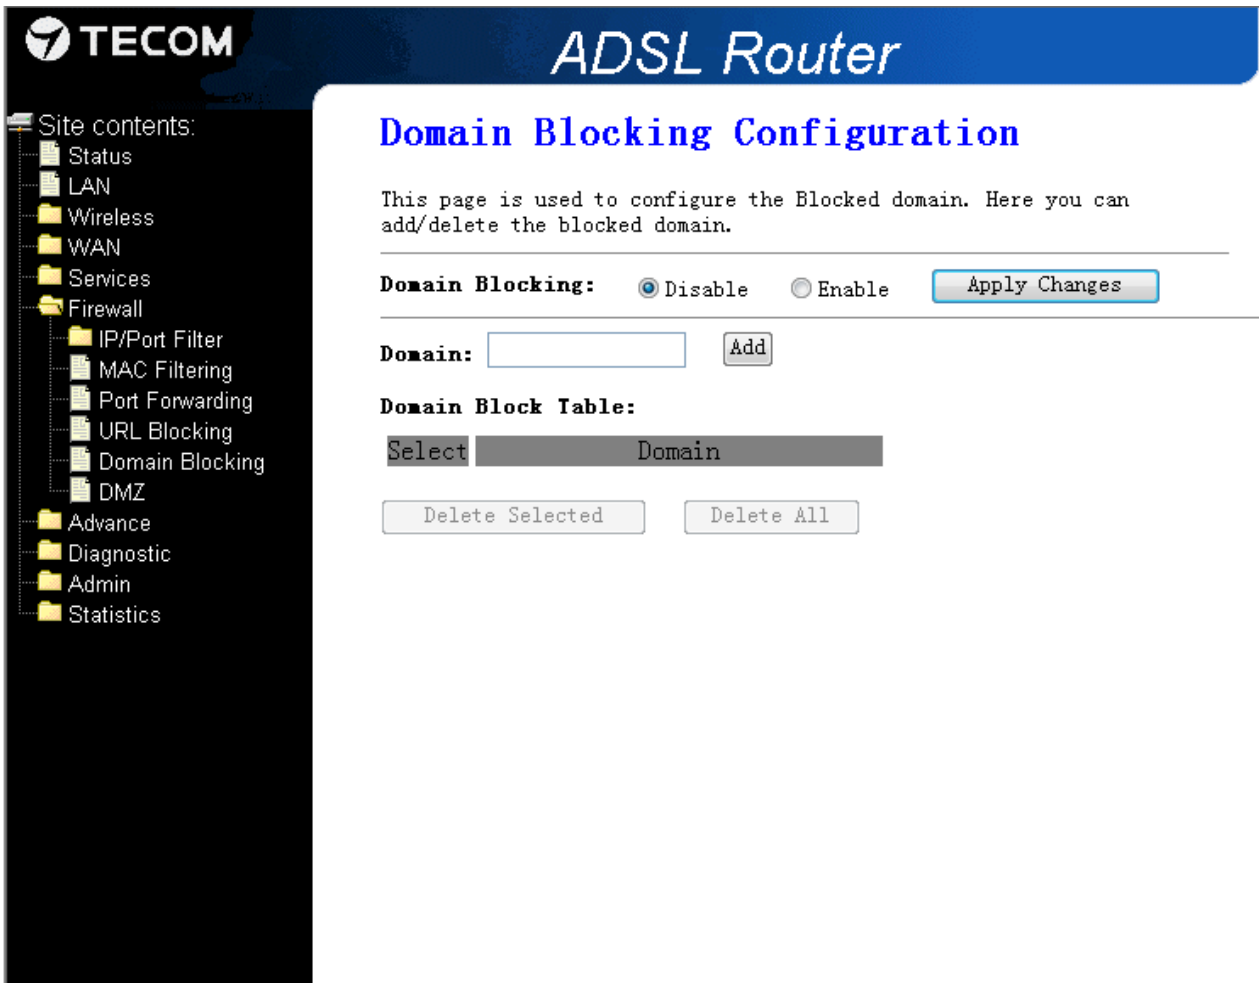 TECOM
ADSL Router
Site contents:
Status
LAN
Wireless
WAN
Services
Firewall
IP/Port Filter
MAC Filtering
Port Forwarding
URL Blocking
Domain Blocking
DMZ
Advance
Diagnostic
Admin
Statistics
Domain Blocking Configuration
This page is used to configure the Blocked domain. Here you can
add/delete the blocked domain.
Domain Blocking: Disable Enable Apply Changes
Domain: Add
Domain Block Table:
Select Domain
Delete Selected Delete All